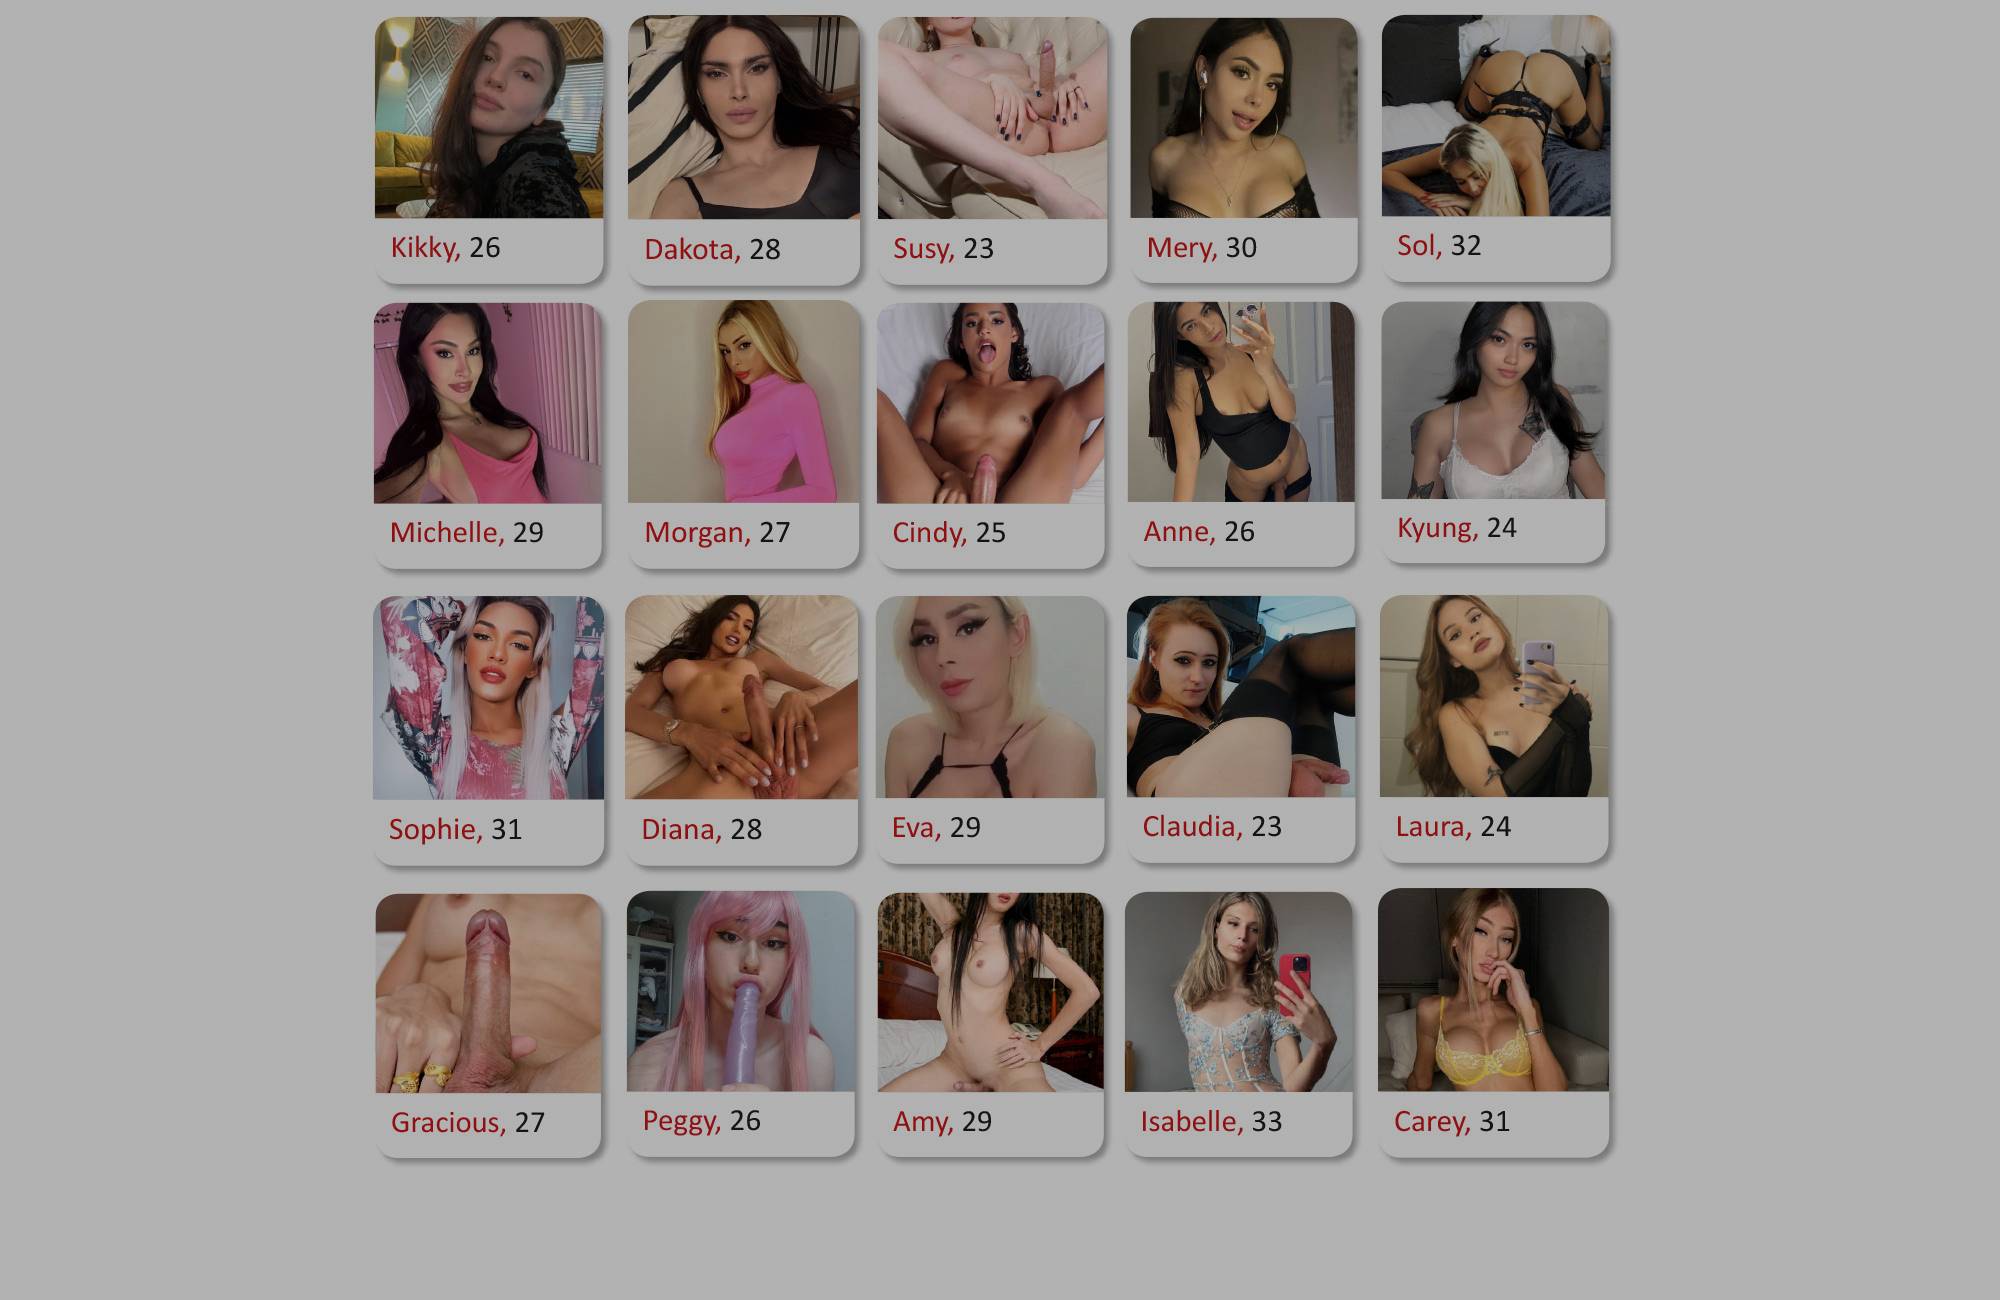 Kikky, 26
Dakota, 28
Susy, 23
Mery, 30
Sol, 32
Michelle, 29
Morgan, 27
Cindy, 25
Anne, 26
Kyung, 24
Sophie, 31
Diana, 28
Eva, 29
Claudia, 23
Laura, 24
Gracious, 27
Peggy, 26
Amy, 29
Isabelle, 33
Carey, 31